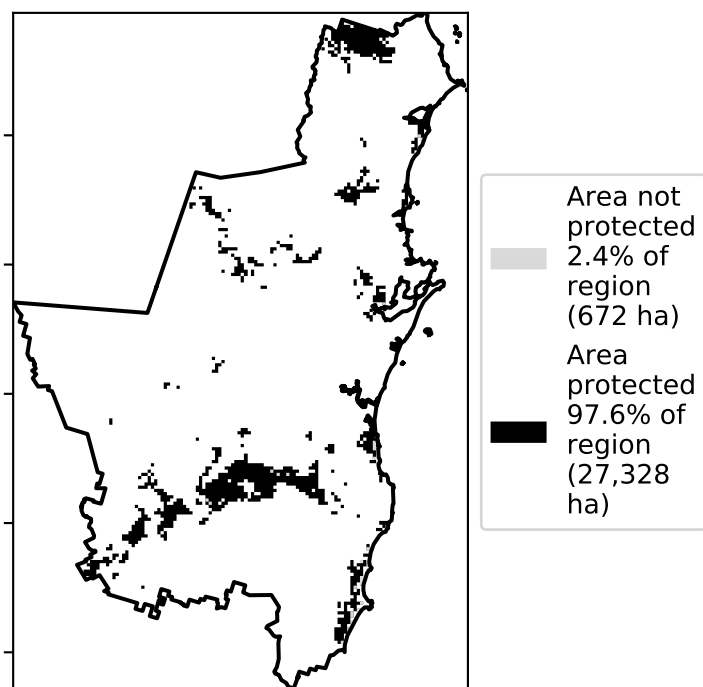 Area not
protected
2.4% of
region
(672 ha)
Area
protected
97.6% of
region
(27,328
ha)